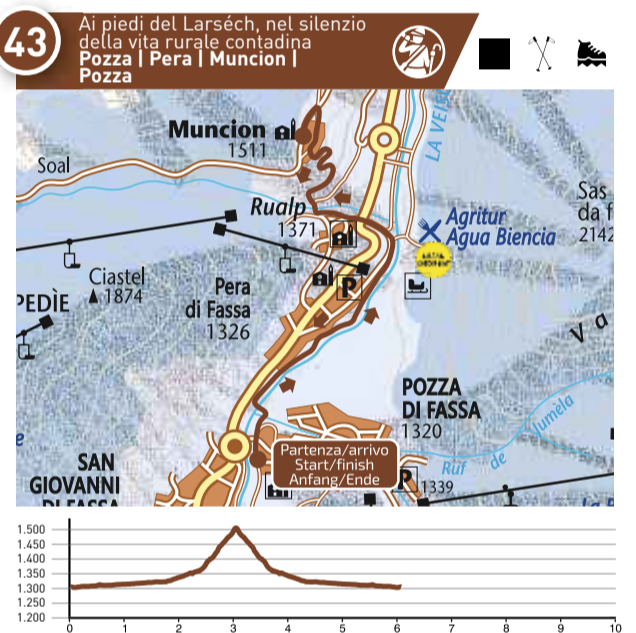 43
Ai piedi del Larséch, nel silenzio
della vita rurale contadina
Pozza | Pera | Muncion |
Pozza
LA VEIS
Muncion
1511
Soal
Rualp
1371
Agritur
Agua Biencia
Sas
da f
2142
Ciastel
1874
PEDÌE
Pera
di Fassa
1326
P
Va
POZZA
DI FASSA
1320
Ruf de Jumèla
e
Partenza/arrivo
Start/finish
Anfang/Ende
SAN
GIOVANNI
DI FASSA
P
1339
1.500
1.450
1.400
1.350
1.300
1.250
1.200
0 1 2 3 4 5 6 7 8 9 10